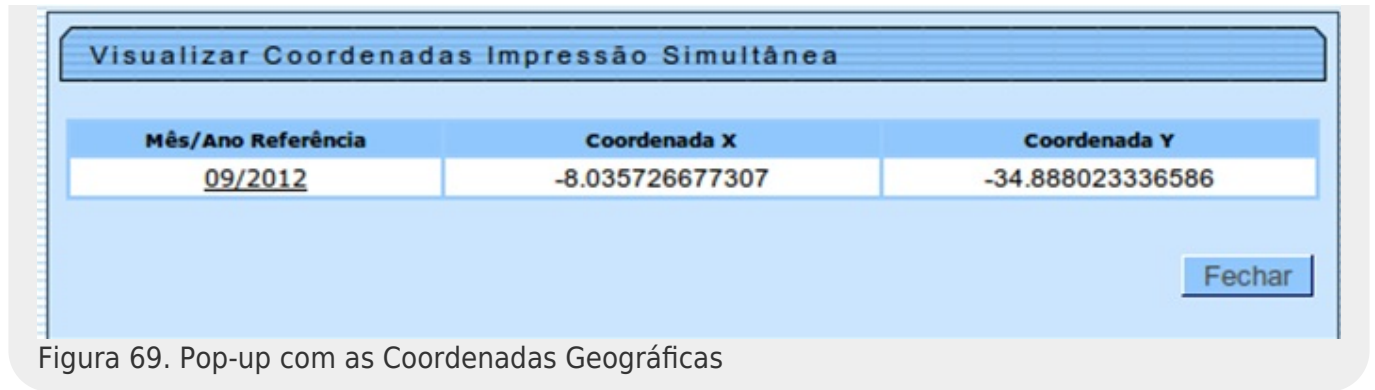 Visualizar Coordenadas Impressão Simultânea
Mês/Ano Referência Coordenada X Coordenada Y
09/2012 -8.035726677307 -34.888023336586
Fechar
Figura 69. Pop-up com as Coordenadas Geográficas